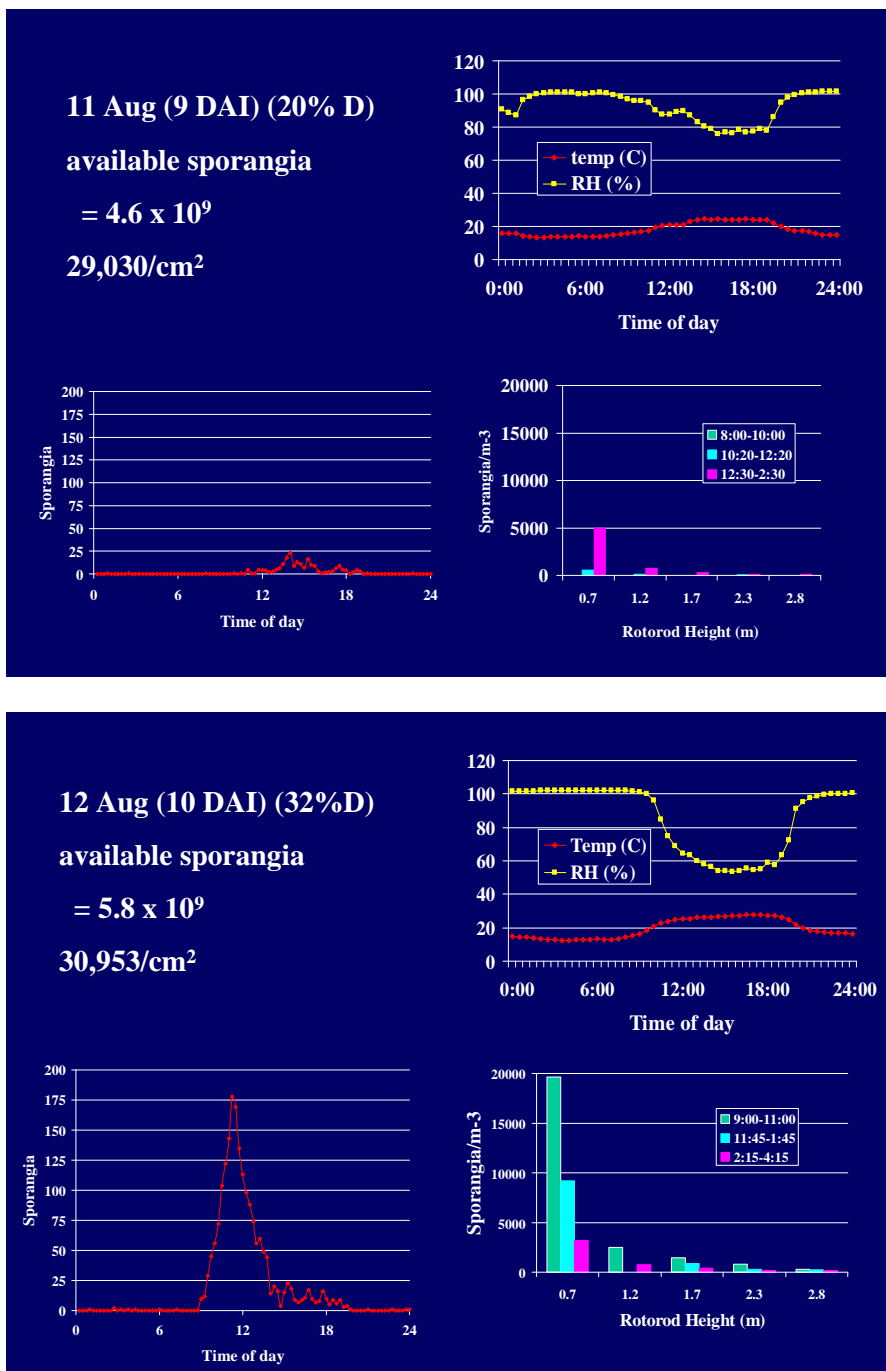 11 Aug (9 DAI) (20% D)
available sporangia
= 4.6 x 10⁹
29,030/cm²
120
100
80
60
40
20
0
temp (C)
RH (%)
0:00 6:00 12:00 18:00 24:00
Time of day
200
175
150
125
100
75
50
25
0
Sporangia
0 6 12 18 24
Time of day
20000
15000
10000
5000
0
Sporangia/m-3
8:00-10:00
10:20-12:20
12:30-2:30
0.7 1.2 1.7 2.3 2.8
Rotorod Height (m)
12 Aug (10 DAI) (32%D)
available sporangia
= 5.8 x 10⁹
30,953/cm²
120
100
80
60
40
20
0
Temp (C)
RH (%)
0:00 6:00 12:00 18:00 24:00
Time of day
200
175
150
125
100
75
50
25
0
Sporangia
0 6 12 18 24
Time of day
20000
15000
10000
5000
0
Sporangia/m-3
9:00-11:00
11:45-1:45
2:15-4:15
0.7 1.2 1.7 2.3 2.8
Rotorod Height (m)